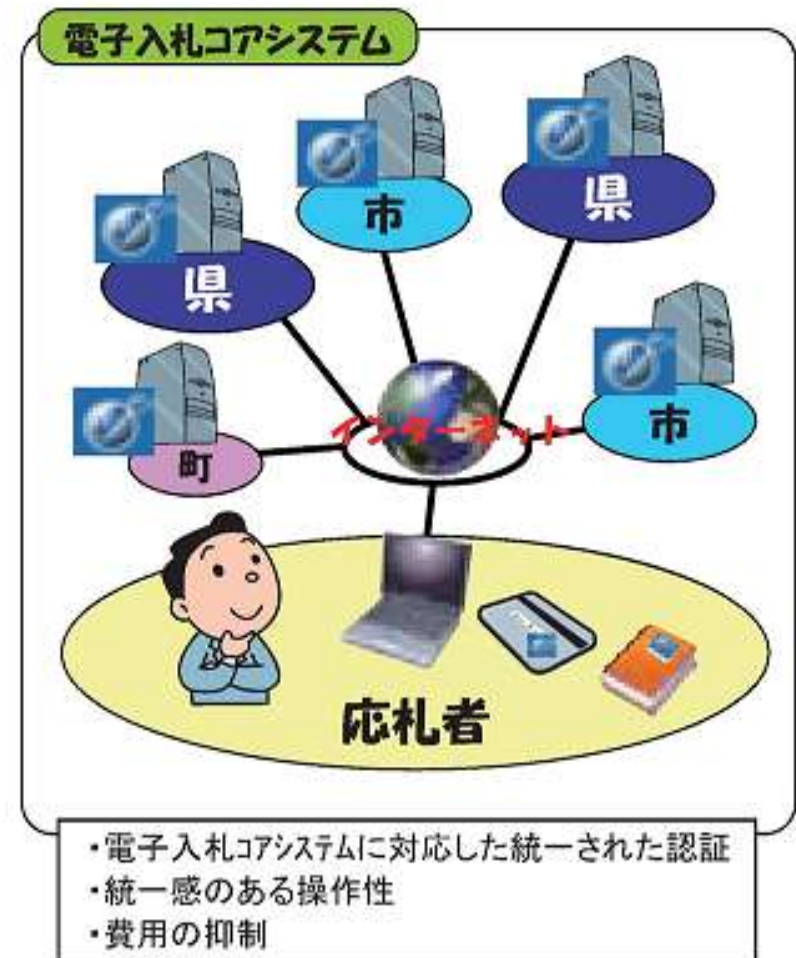 電子入札コアシステム
市
県
県
市
町
インターネット
応札者
・電子入札コアシステムに対応した統一された認証
・統一感のある操作性
・費用の抑制